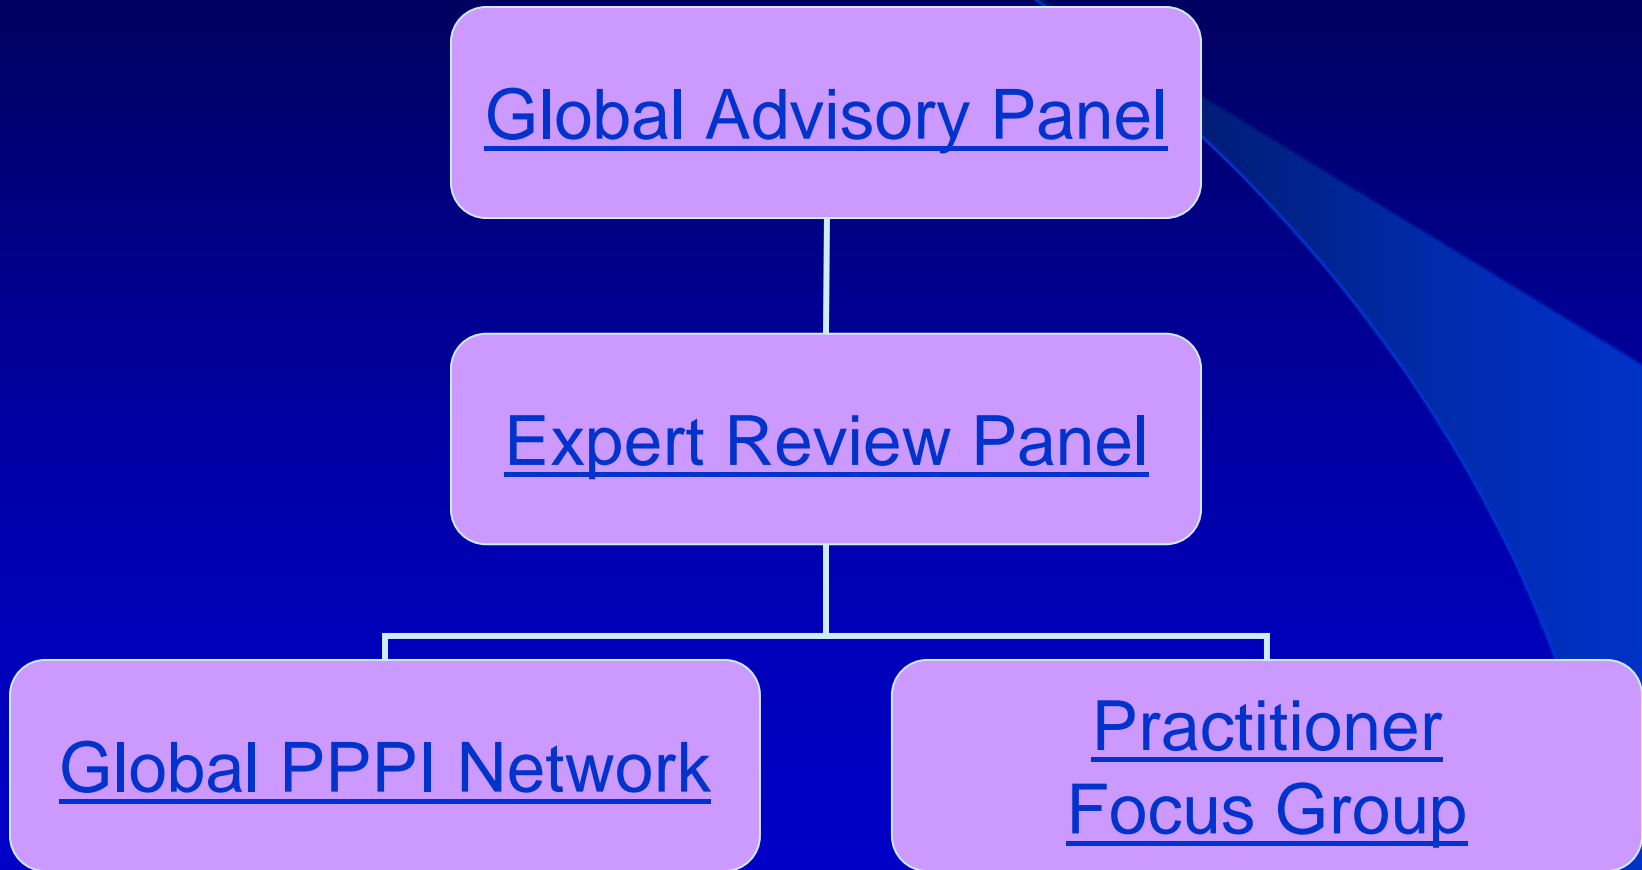 Global Advisory Panel
Expert Review Panel
Global PPPI Network
Practitioner
Focus Group